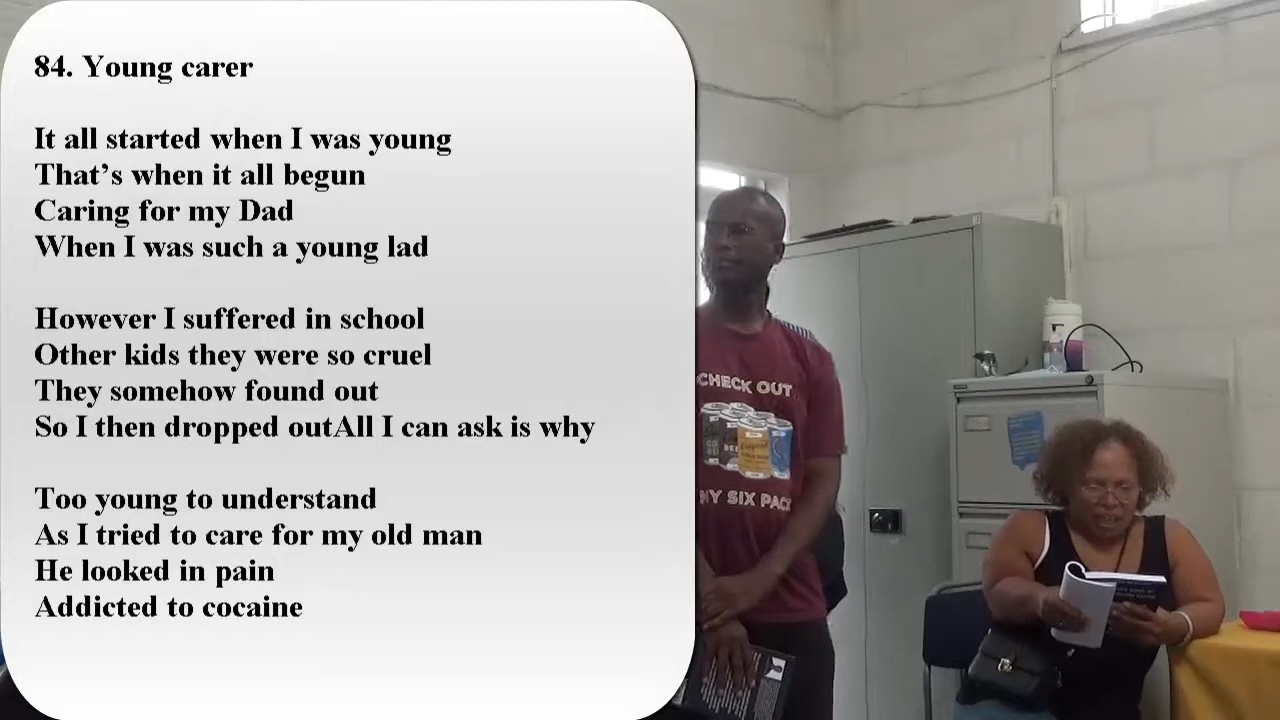 84. Young carer
It all started when I was young
That’s when it all begun
Caring for my Dad
When I was such a young lad
However I suffered in school
Other kids they were so cruel
They somehow found out
So I then dropped outAll I can ask is why
Too young to understand
As I tried to care for my old man
He looked in pain
Addicted to cocaine
CHECK OUT
MY SIX PACK